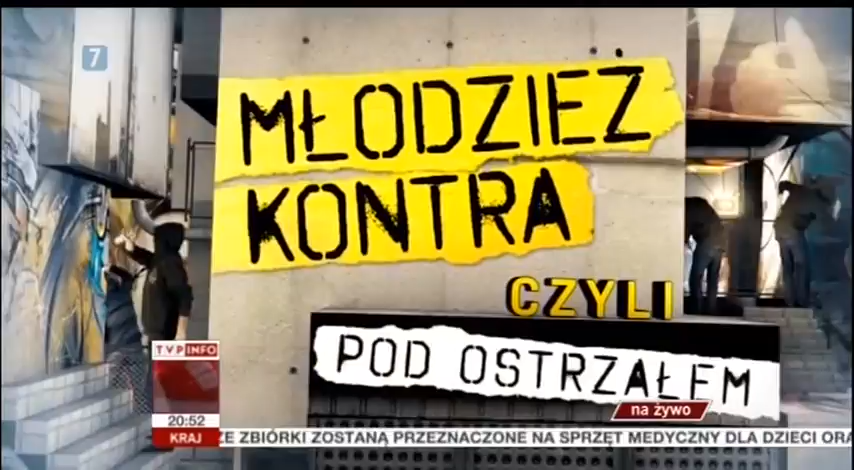 7
MŁODZIEZ
KONTRA
CZYLI
POD OSTRZAŁEM
na żywo
TVP INFO
20:52
KRAJ
ZE ZBIÓRKI ZOSTANĄ PRZEZNACZONE NA SPRZĘT MEDYCZNY DLA DZIECI ORA